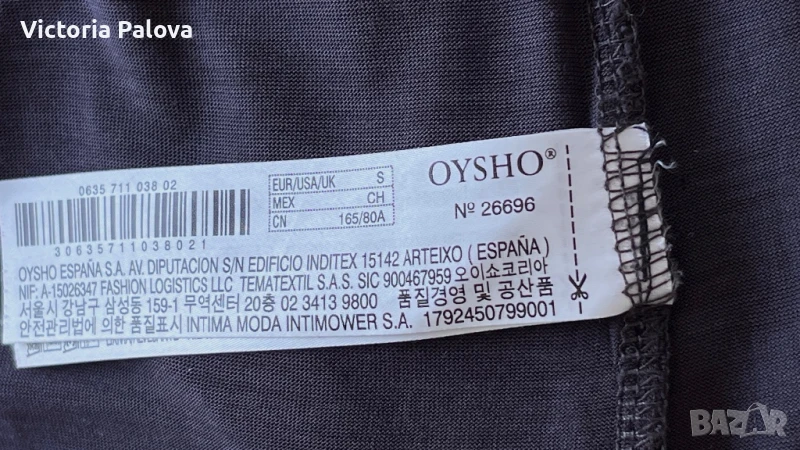 Victoria Palova
0635 711 038 02
30635711038021
EUR/USA/UK S
MEX CH
CN 165/80A
OYSHO®
Nº 26696
OYSHO ESPAÑA S.A. AV. DIPUTACION S/N EDIFICIO INDITEX 15142 ARTEIXO ( ESPAÑA )
NIF: A-15026347 FASHION LOGISTICS LLC TEMATEXTIL S.A.S. SIC 900467959 오이쇼코리아
서울시 강남구 삼성동 159-1 무역센터 20층 02 3413 9800 품질경영 및 공산품
안전관리법에 의한 품질표시 INTIMA MODA INTIMOWER S.A. 1792450799001
BAZAR